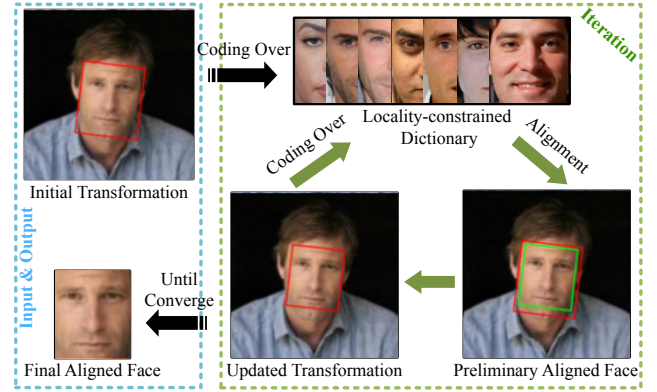 Coding Over
Iteration
Locality-constrained
Dictionary
Coding Over
Alignment
Initial Transformation
Input & Output
Until
Converge
Final Aligned Face
Updated Transformation
Preliminary Aligned Face